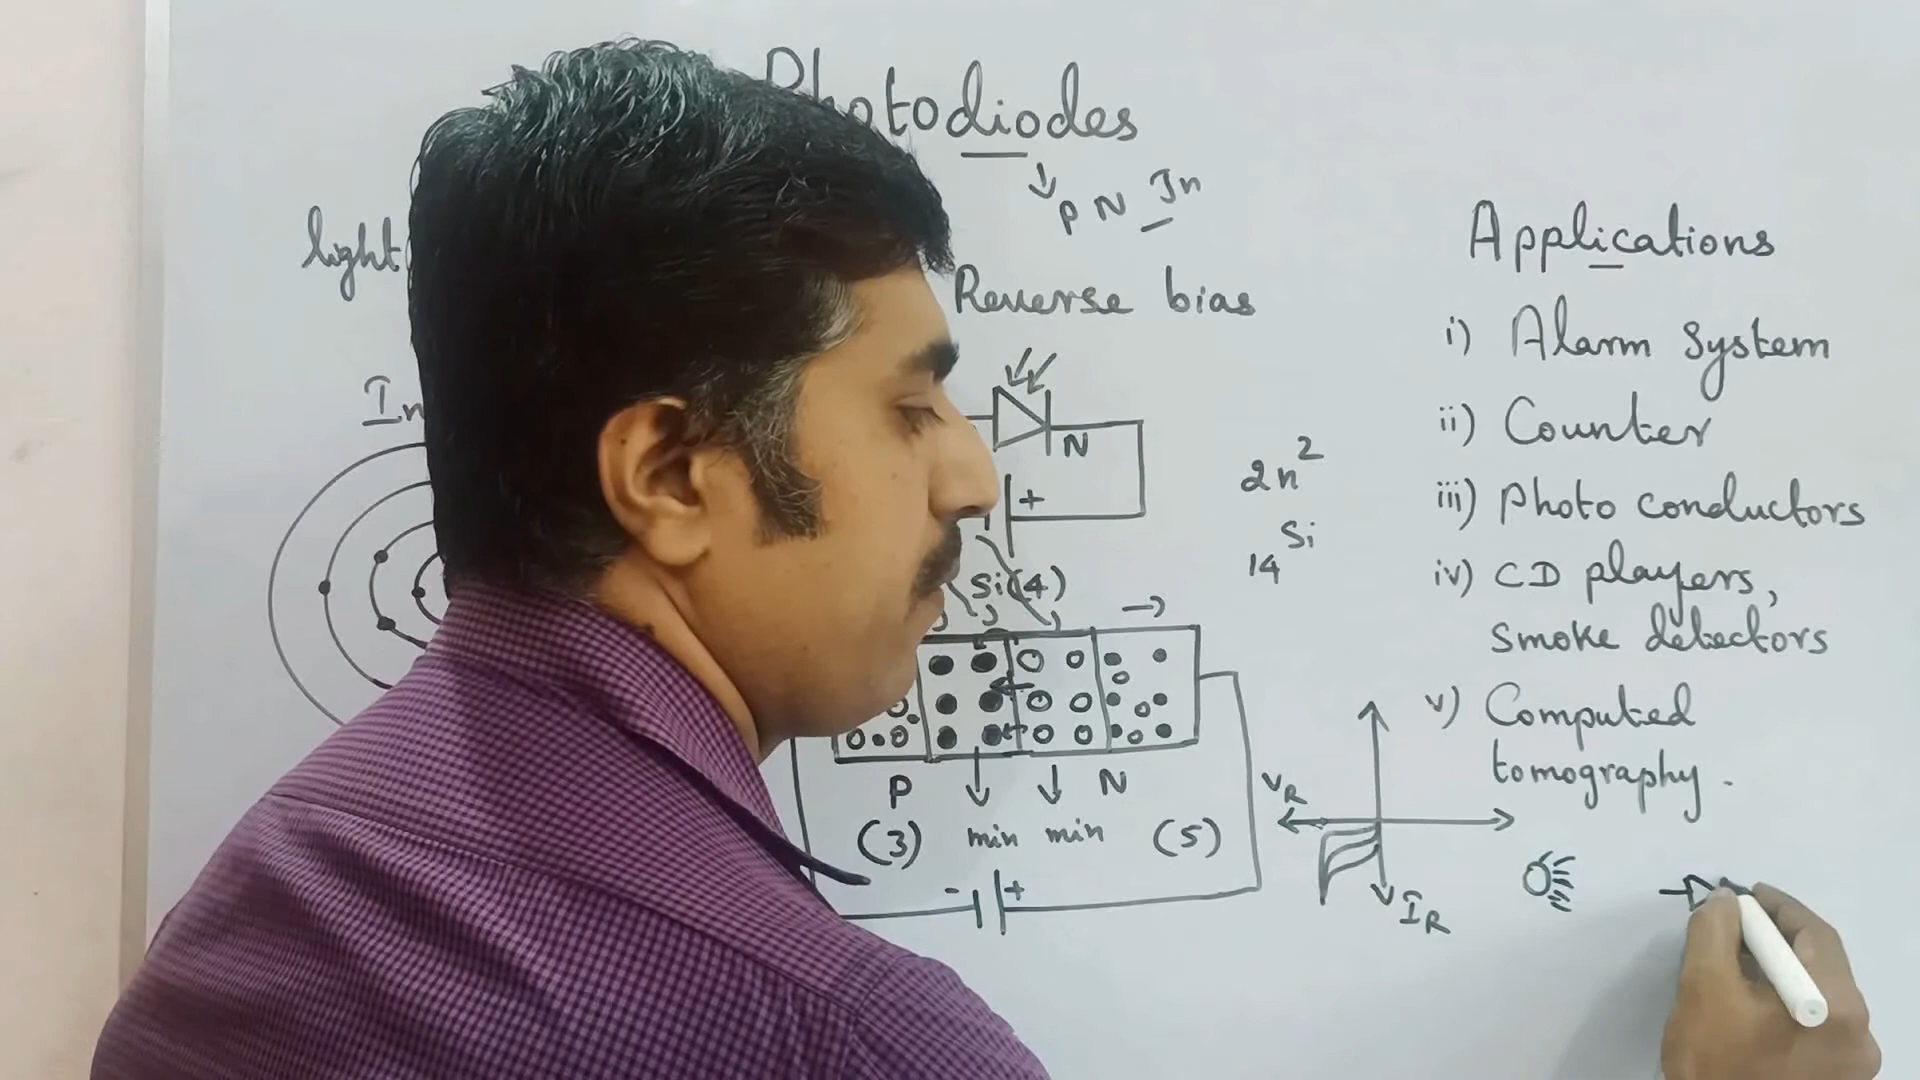 Photodiodes
P N Jn
light
Reverse bias
In
N
+
Si(4)
P N
(3) min min (5)
- +
2n²
14 Si
Applications
i) Alarm System
ii) Counter
iii) Photo conductors
iv) CD players,
Smoke detectors
v) Computed
tomography.
VR
IR